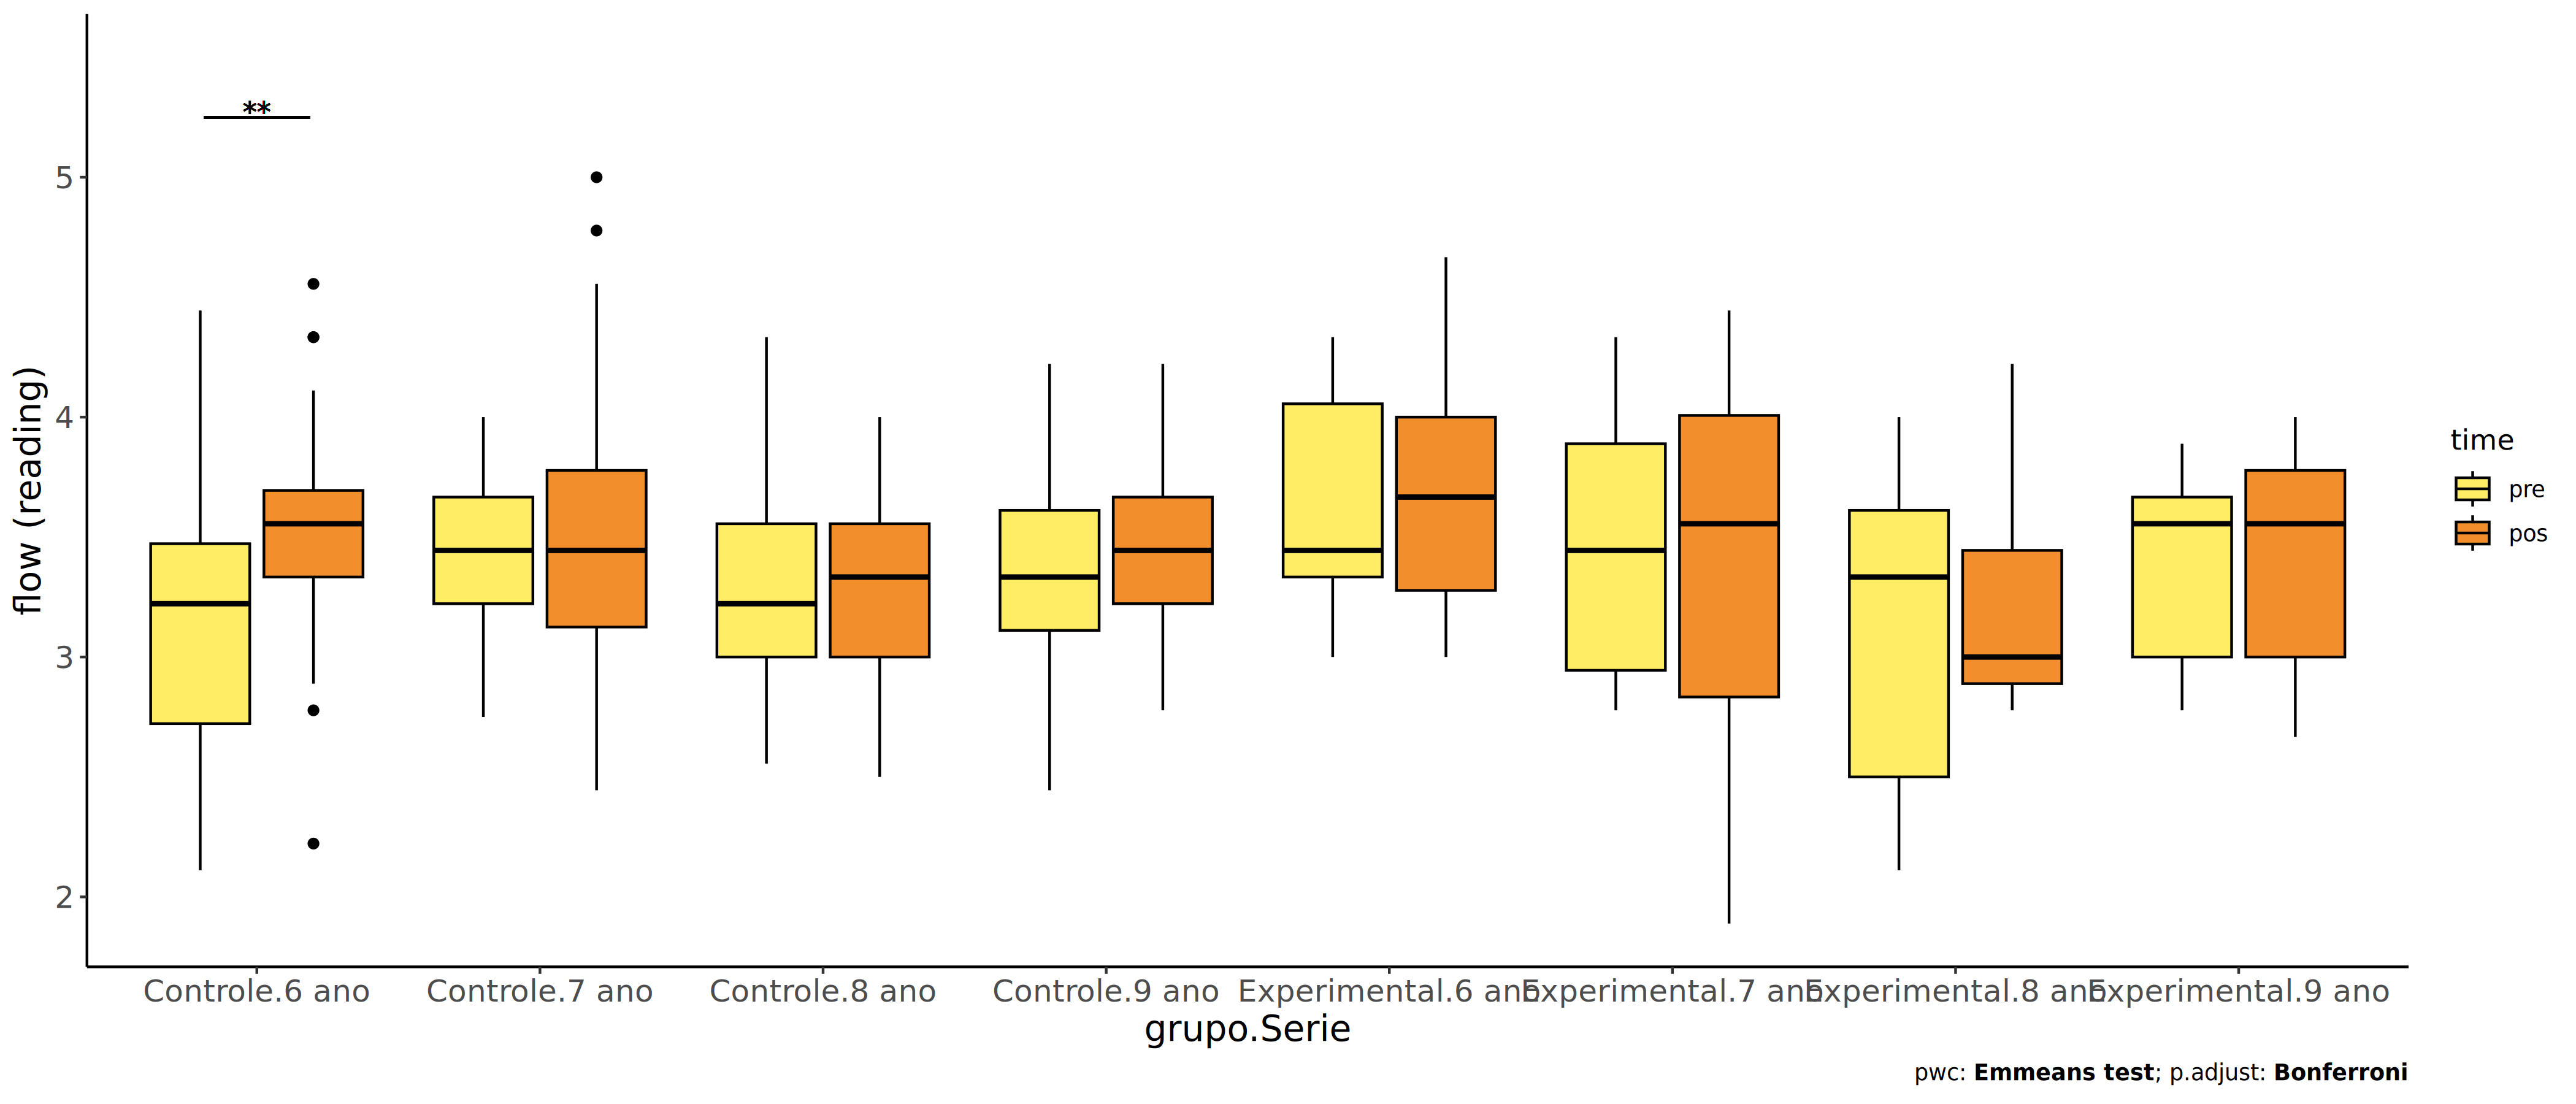 **
5
4
3
2
flow (reading)
Controle.6 ano Controle.7 ano Controle.8 ano Controle.9 ano Experimental.6 ano Experimental.7 ano Experimental.8 ano Experimental.9 ano
grupo.Serie
time
pre
pos
pwc: Emmeans test; p.adjust: Bonferroni